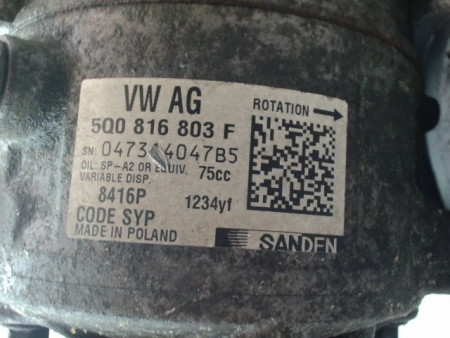 VW AG
ROTATION
5Q0 816 803 F
SN:
OIL: SP-A2 OR EQUIV. 75cc
VARIABLE DISP.
8416P 1234yf
CODE SYP
MADE IN POLAND
SANDEN